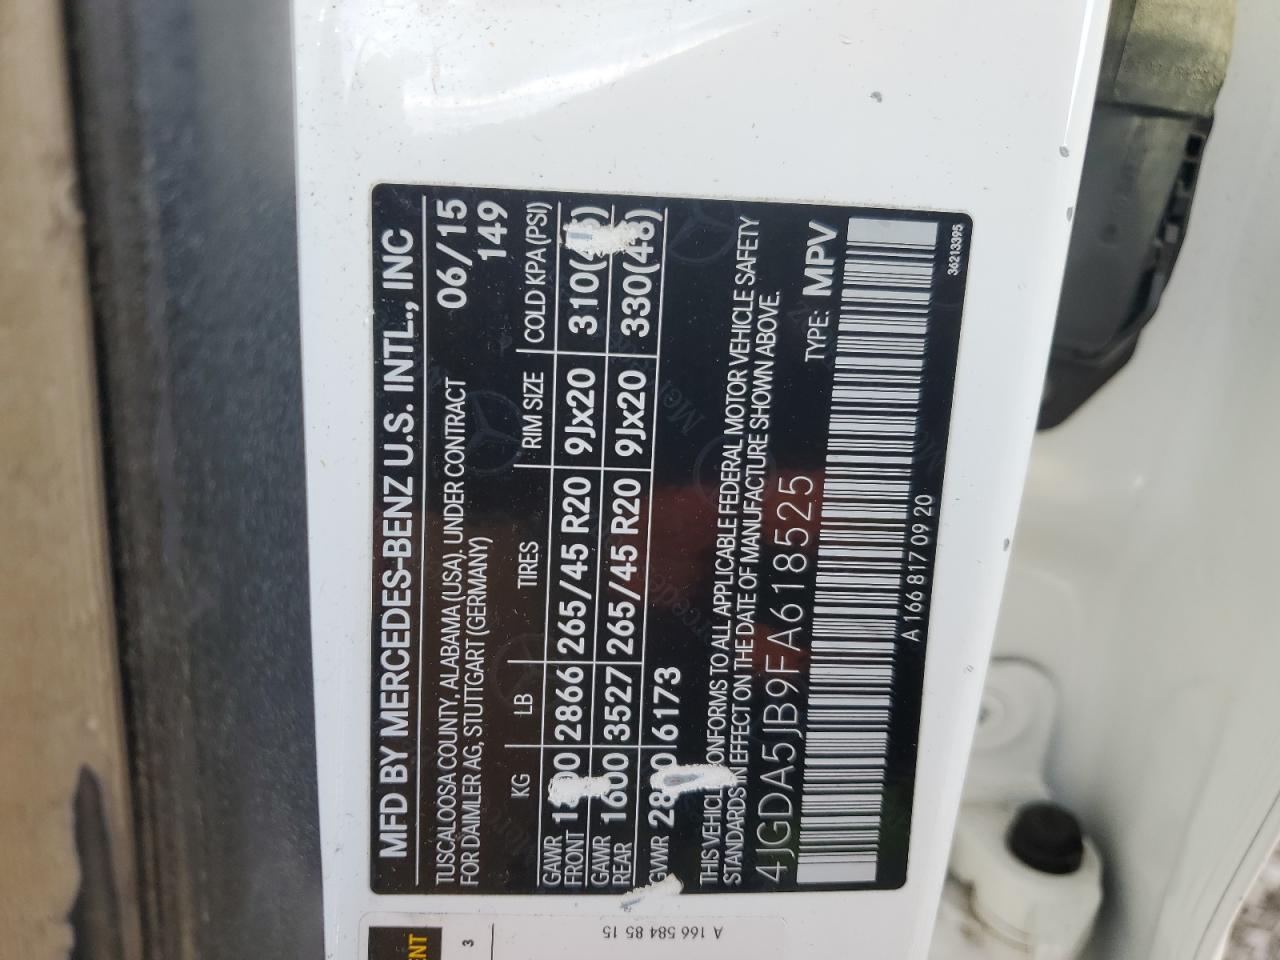 MFD BY MERCEDES-BENZ U.S. INTL., INC
TUSCALOOSA COUNTY, ALABAMA (USA), UNDER CONTRACT
FOR DAIMLER AG, STUTTGART (GERMANY)
06/15
149
KG LB TIRES RIM SIZE COLD KPA (PSI)
GAWR FRONT 2866 265/45 R20 9Jx20
GAWR REAR 1600 3527 265/45 R20 9Jx20 330(48)
GVWR 6173
THIS VEHICLE CONFORMS TO ALL APPLICABLE FEDERAL MOTOR VEHICLE SAFETY
STANDARDS IN EFFECT ON THE DATE OF MANUFACTURE SHOWN ABOVE.
4JGDA5JB9FA618525 TYPE: MPV
A 166 817 09 20
36213395
3
A 166 584 85 15